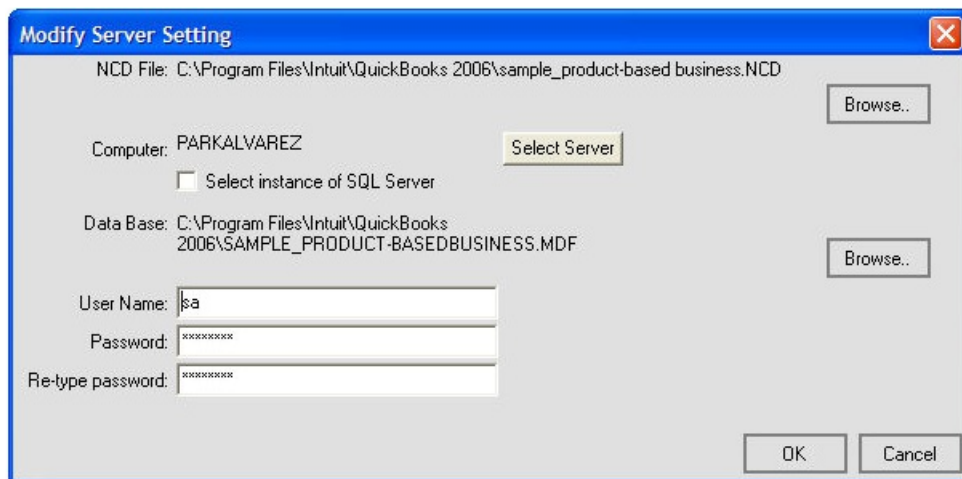 Modify Server Setting
NCD File: C:\Program Files\Intuit\QuickBooks 2006\sample_product-based business.NCD
Browse..
Computer: PARKALVAREZ
Select Server
Select instance of SQL Server
Data Base: C:\Program Files\Intuit\QuickBooks
2006\SAMPLE_PRODUCT-BASEDBUSINESS.MDF
Browse..
User Name: sa
Password: ********
Re-type password: ********
OK
Cancel